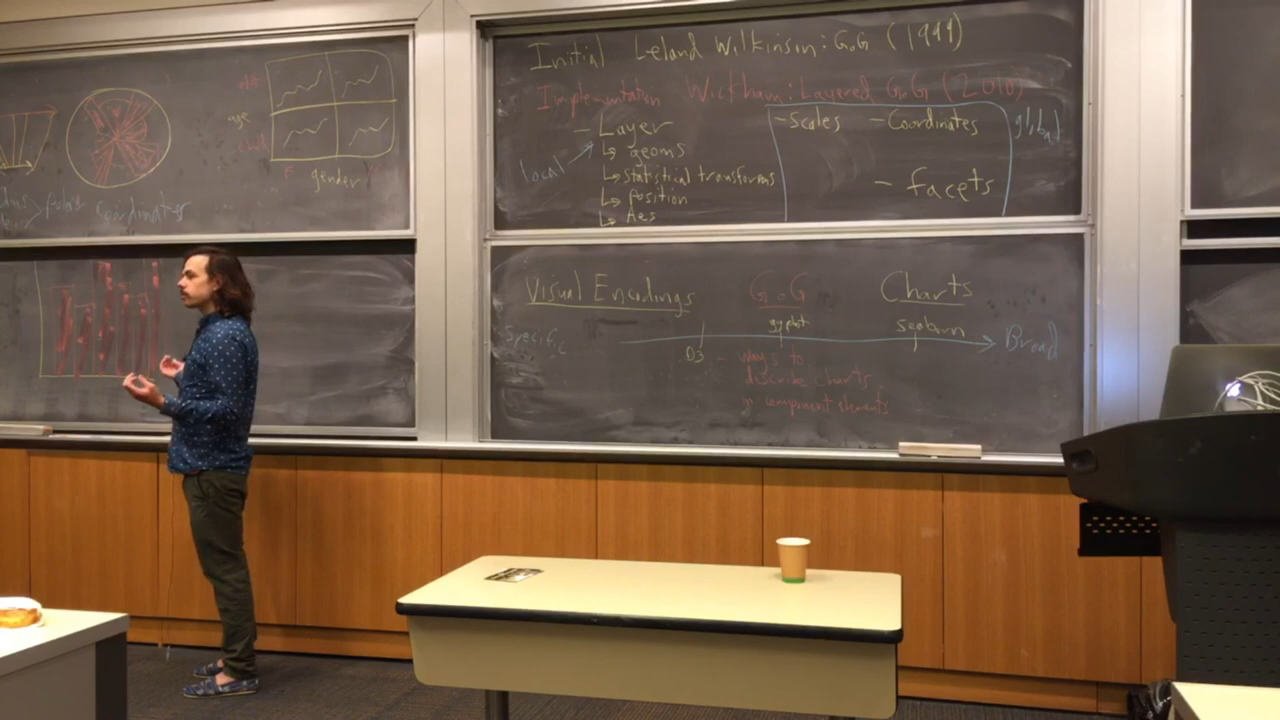 age
gender
polar coordinates
Initial Leland Wilkinson: GoG (1999)
Implementation Wickham: Layered GoG (2010)
- Layer
↳ geoms
↳ statistical transforms
↳ position
↳ Aes
local
- Scales - Coordinates
- facets
global
Visual Encodings GoG Charts
ggplot seaborn
Specific Broad
D3 - ways to
describe charts
in component elements